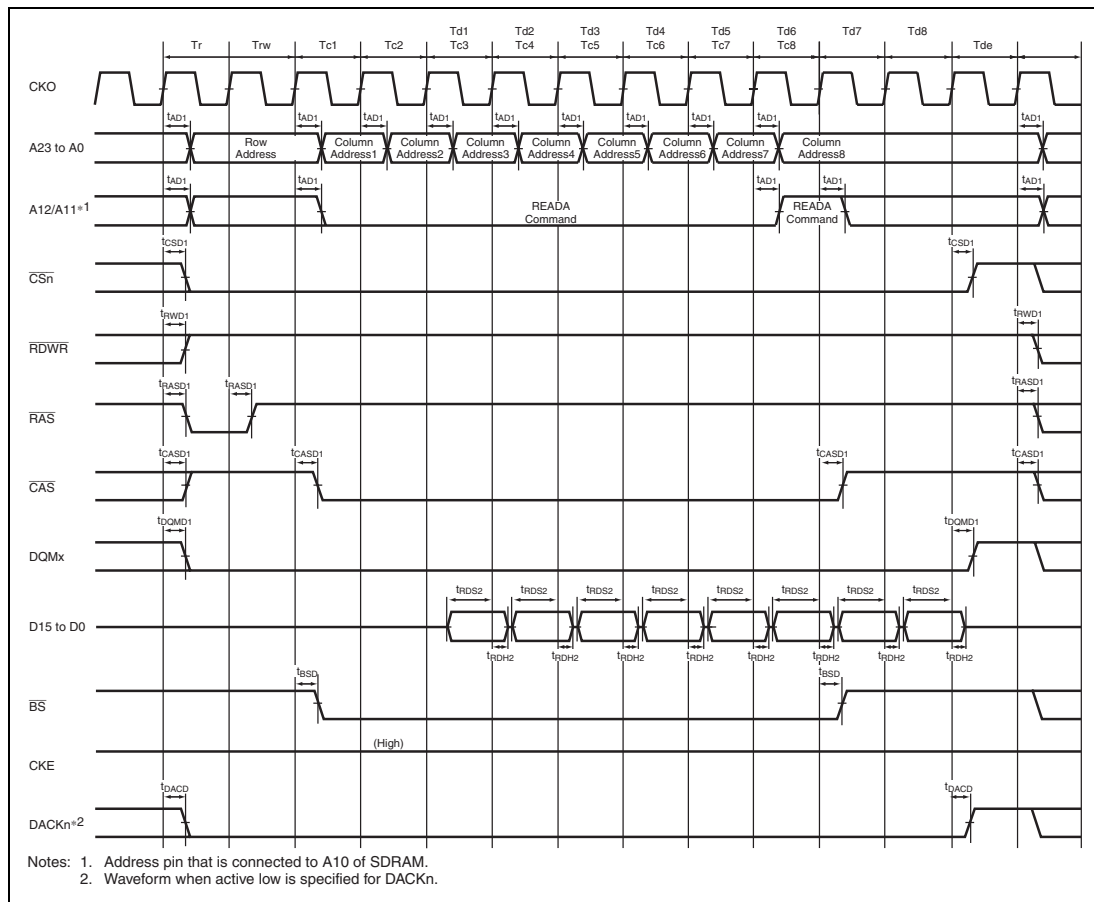 Td1 Td2 Td3 Td4 Td5 Td6 Td7 Td8
Tr Trw Tc1 Tc2 Tc3 Tc4 Tc5 Tc6 Tc7 Tc8 Tde
CKO
tAD1 tAD1 tAD1 tAD1 tAD1 tAD1 tAD1 tAD1 tAD1 tAD1
A23 to A0
Row Address
Column Address1
Column Address2
Column Address3
Column Address4
Column Address5
Column Address6
Column Address7
Column Address8
tAD1 tAD1 tAD1 tAD1 tAD1
A12/A11*1
READA Command
READA Command
tCSD1 tCSD1
CSn
tRWD1 tRWD1
RDWR
tRASD1 tRASD1 tRASD1
RAS
tCASD1 tCASD1 tCASD1 tCASD1
CAS
tDQMD1 tDQMD1
DQMx
tRDS2 tRDS2 tRDS2 tRDS2 tRDS2 tRDS2 tRDS2 tRDS2
D15 to D0
tRDH2 tRDH2 tRDH2 tRDH2 tRDH2 tRDH2 tRDH2 tRDH2
tBSD tBSD
BS
(High)
CKE
tDACD tDACD
DACKn*2
Notes: 1. Address pin that is connected to A10 of SDRAM.
2. Waveform when active low is specified for DACKn.